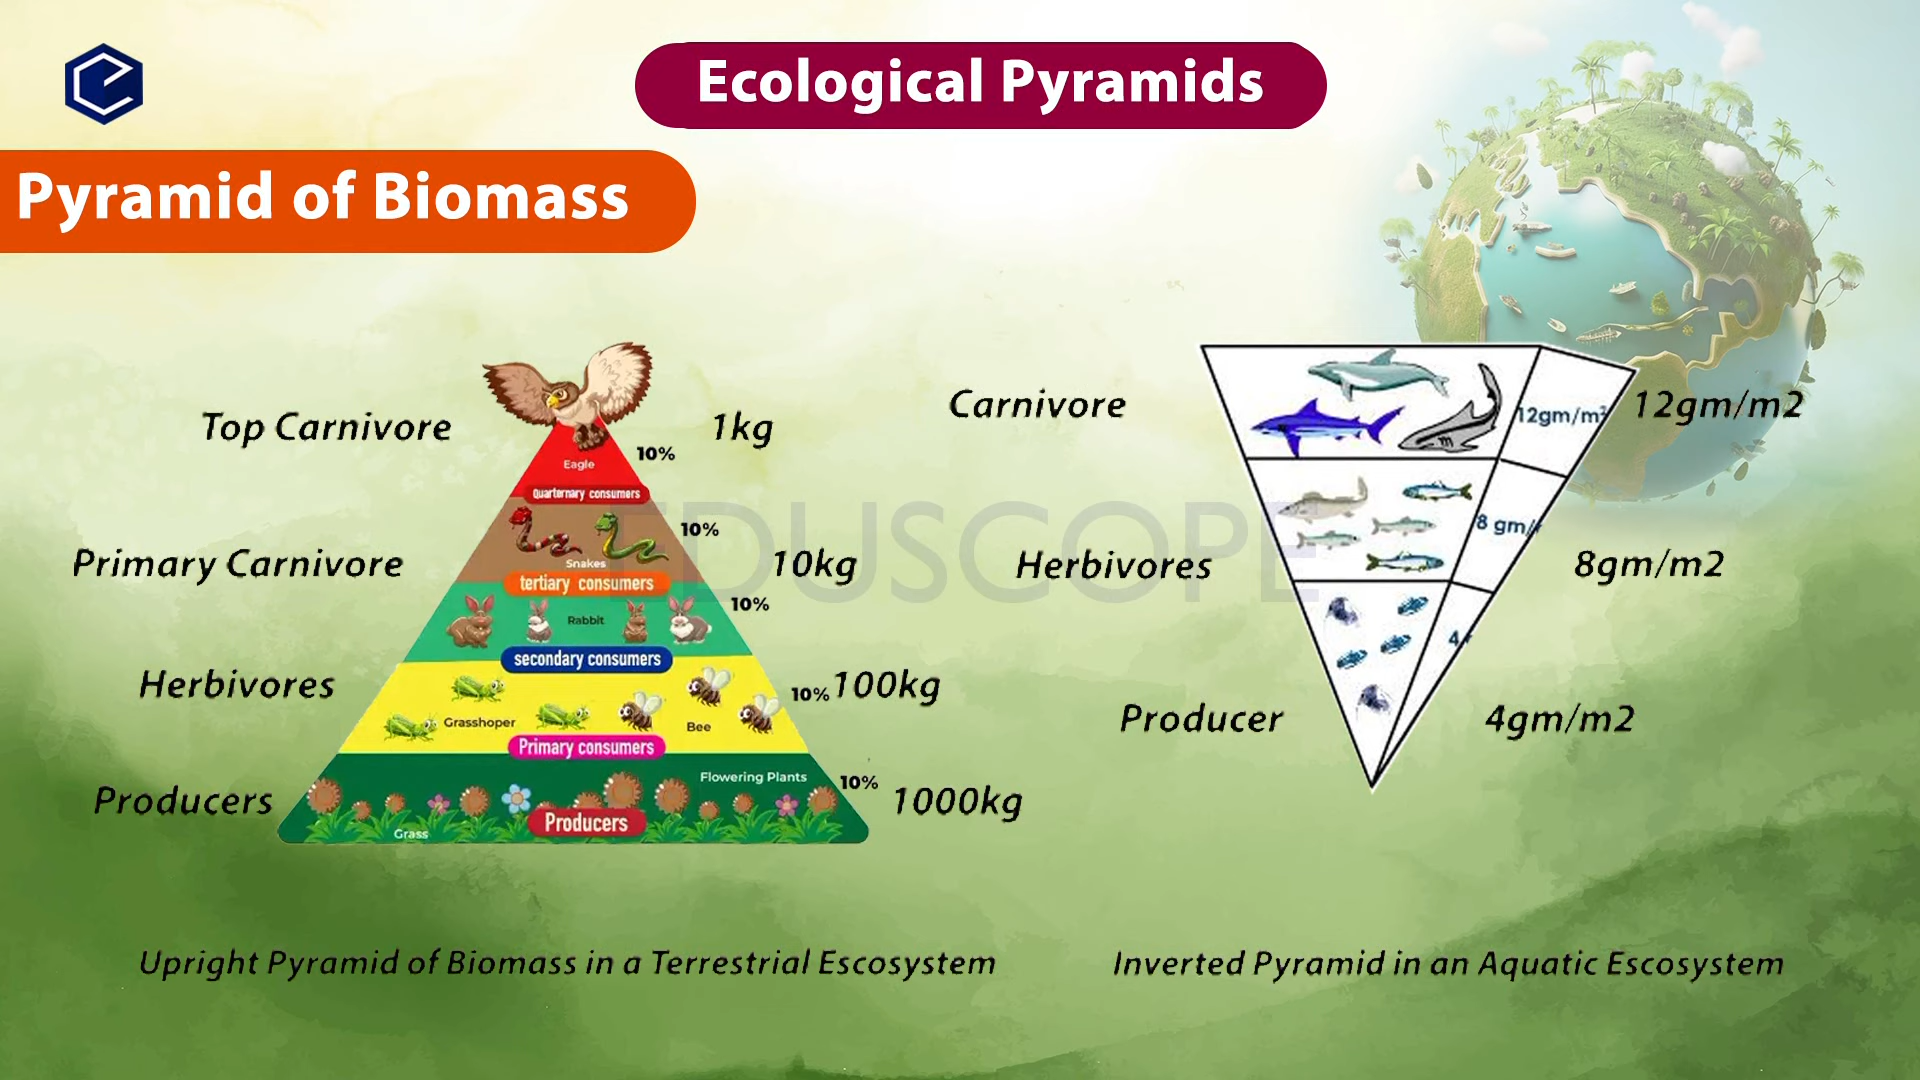 Ecological Pyramids
Pyramid of Biomass
Top Carnivore
1kg
Eagle
10%
Quarternary consumers
Primary Carnivore
10kg
Snakes
10%
tertiary consumers
Rabbit
10%
secondary consumers
Herbivores
100kg
Grasshoper
Bee
10%
Primary consumers
Producers
1000kg
Flowering Plants
10%
Producers
Grass
Upright Pyramid of Biomass in a Terrestrial Escosystem
EDUSCOPE
Carnivore
12gm/m2
12gm/m2
Herbivores
8 gm/
8gm/m2
Producer
4
4gm/m2
Inverted Pyramid in an Aquatic Escosystem